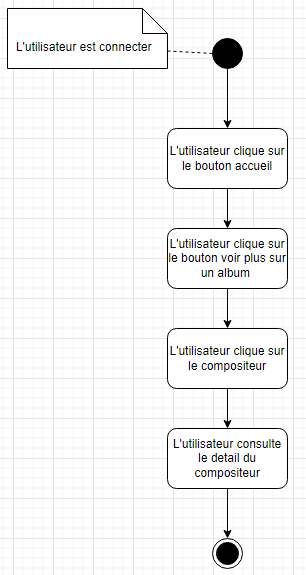 L'utilisateur est connecter
L'utilisateur clique sur
le bouton accueil
L'utilisateur clique sur
le bouton voir plus sur
un album
L'utilisateur clique sur
le compositeur
L'utilisateur consulte
le detail du
compositeur